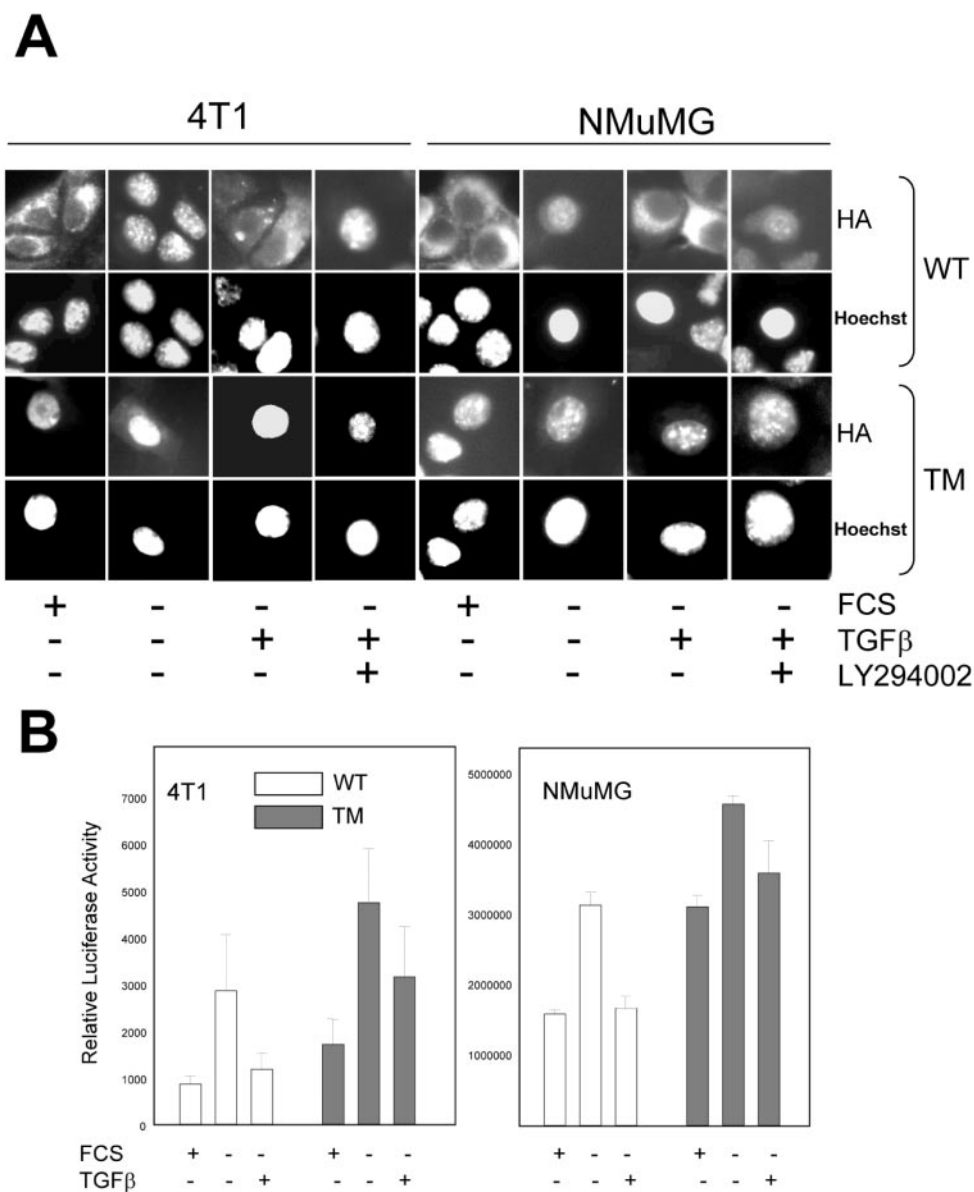 A
4T1 NMuMG
HA
WT
Hoechst
HA
TM
Hoechst
+ - - - + - - - FCS
- - + + - - + + TGFβ
- - - + - - - + LY294002
B
4T1 WT
TM
NMuMG
Relative Luciferase Activity
7000
6000
5000
4000
3000
2000
1000
0
5000000
4000000
3000000
2000000
1000000
FCS + - - + - - + - - + - -
TGFβ - - + - - + - - + - - +